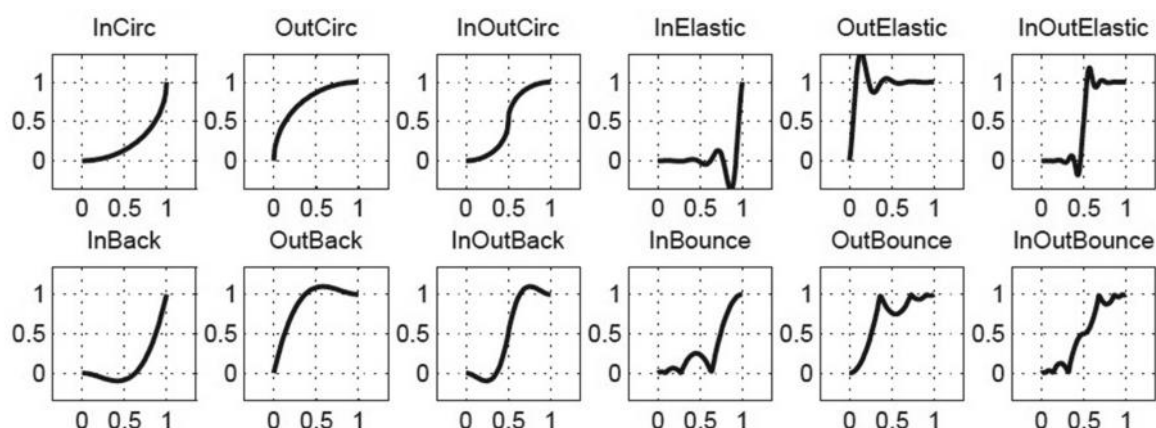 InCirc OutCirc InOutCirc InElastic OutElastic InOutElastic
1 1 1 1 1 1
0.5 0.5 0.5 0.5 0.5 0.5
0 0 0 0 0 0
0 0.5 1 0 0.5 1 0 0.5 1 0 0.5 1 0 0.5 1 0 0.5 1
InBack OutBack InOutBack InBounce OutBounce InOutBounce
1 1 1 1 1 1
0.5 0.5 0.5 0.5 0.5 0.5
0 0 0 0 0 0
0 0.5 1 0 0.5 1 0 0.5 1 0 0.5 1 0 0.5 1 0 0.5 1